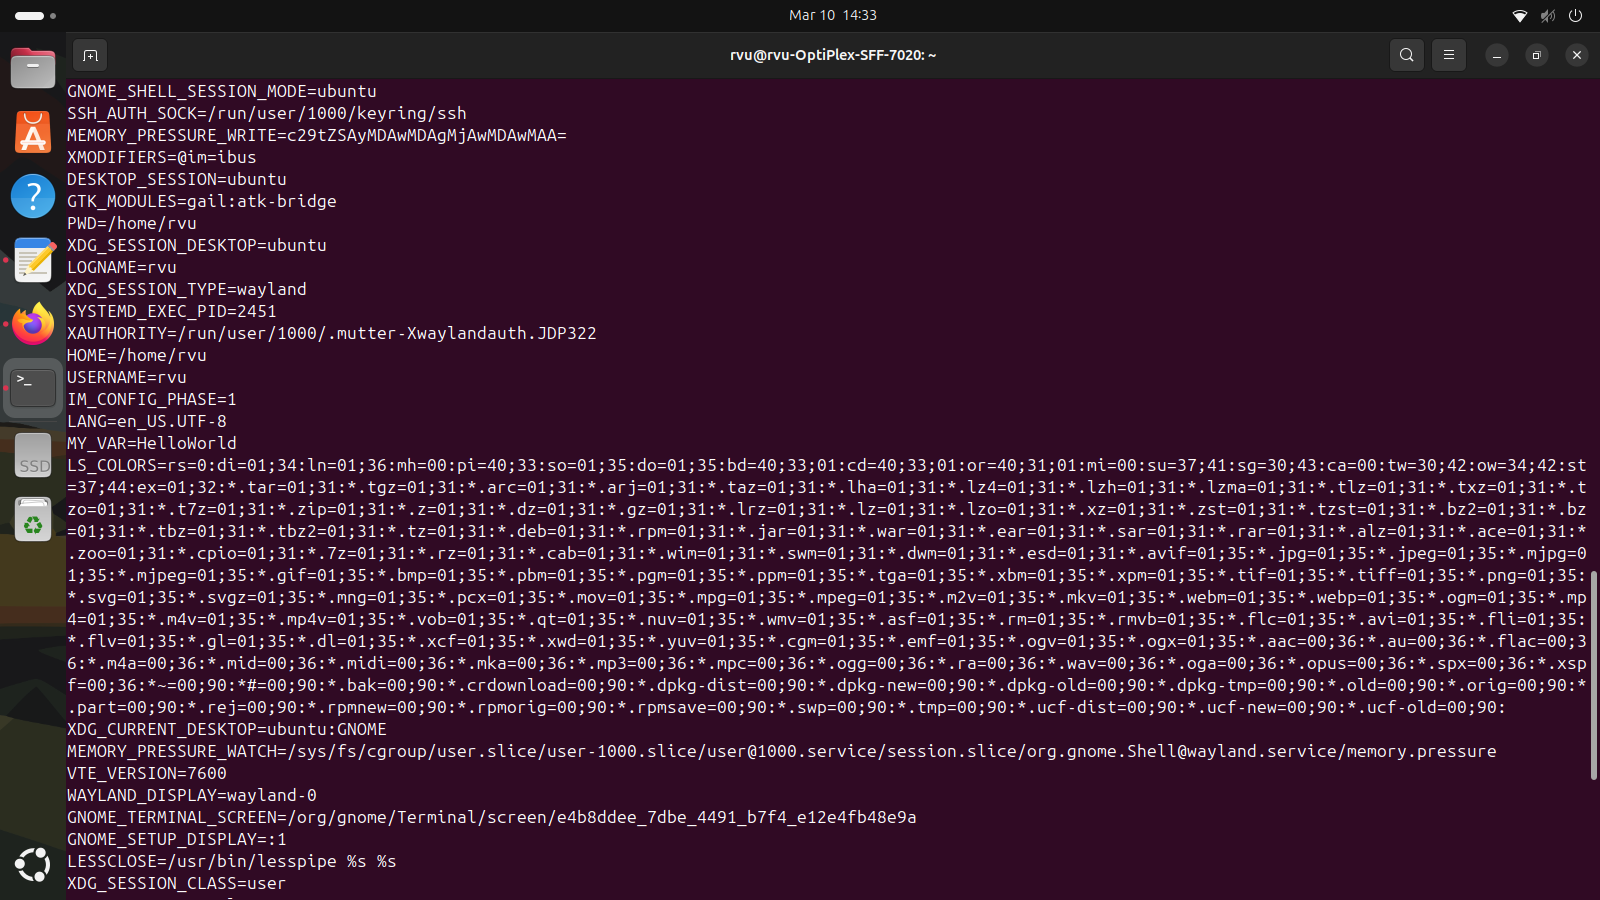 Mar 10 14:33
rvu@rvu-OptiPlex-SFF-7020: ~
GNOME_SHELL_SESSION_MODE=ubuntu
SSH_AUTH_SOCK=/run/user/1000/keyring/ssh
MEMORY_PRESSURE_WRITE=c29tZSAyMDAwMDAgMjAwMDAwMAA=
XMODIFIERS=@im=ibus
DESKTOP_SESSION=ubuntu
GTK_MODULES=gail:atk-bridge
PWD=/home/rvu
XDG_SESSION_DESKTOP=ubuntu
LOGNAME=rvu
XDG_SESSION_TYPE=wayland
SYSTEMD_EXEC_PID=2451
XAUTHORITY=/run/user/1000/.mutter-Xwaylandauth.JDP322
HOME=/home/rvu
USERNAME=rvu
IM_CONFIG_PHASE=1
LANG=en_US.UTF-8
MY_VAR=HelloWorld
LS_COLORS=rs=0:di=01;34:ln=01;36:mh=00:pi=40;33:so=01;35:do=01;35:bd=40;33;01:cd=40;33;01:or=40;31;01:mi=00:su=37;41:sg=30;43:ca=00:tw=30;42:ow=34;42:st
=37;44:ex=01;32:*.tar=01;31:*.tgz=01;31:*.arc=01;31:*.arj=01;31:*.taz=01;31:*.lha=01;31:*.lz4=01;31:*.lzh=01;31:*.lzma=01;31:*.tlz=01;31:*.txz=01;31:*.t
zo=01;31:*.t7z=01;31:*.zip=01;31:*.z=01;31:*.dz=01;31:*.gz=01;31:*.lrz=01;31:*.lz=01;31:*.lzo=01;31:*.xz=01;31:*.zst=01;31:*.tzst=01;31:*.bz2=01;31:*.bz
=01;31:*.tbz=01;31:*.tbz2=01;31:*.tz=01;31:*.deb=01;31:*.rpm=01;31:*.jar=01;31:*.war=01;31:*.ear=01;31:*.sar=01;31:*.rar=01;31:*.alz=01;31:*.ace=01;31:*
.zoo=01;31:*.cpio=01;31:*.7z=01;31:*.rz=01;31:*.cab=01;31:*.wim=01;31:*.swm=01;31:*.dwm=01;31:*.esd=01;31:*.avif=01;35:*.jpg=01;35:*.jpeg=01;35:*.mjpg=0
1;35:*.mjpeg=01;35:*.gif=01;35:*.bmp=01;35:*.pbm=01;35:*.pgm=01;35:*.ppm=01;35:*.tga=01;35:*.xbm=01;35:*.xpm=01;35:*.tif=01;35:*.tiff=01;35:*.png=01;35:
*.svg=01;35:*.svgz=01;35:*.mng=01;35:*.pcx=01;35:*.mov=01;35:*.mpg=01;35:*.mpeg=01;35:*.m2v=01;35:*.mkv=01;35:*.webm=01;35:*.webp=01;35:*.ogm=01;35:*.mp
4=01;35:*.m4v=01;35:*.mp4v=01;35:*.vob=01;35:*.qt=01;35:*.nuv=01;35:*.wmv=01;35:*.asf=01;35:*.rm=01;35:*.rmvb=01;35:*.flc=01;35:*.avi=01;35:*.fli=01;35:
*.flv=01;35:*.gl=01;35:*.dl=01;35:*.xcf=01;35:*.xwd=01;35:*.yuv=01;35:*.cgm=01;35:*.emf=01;35:*.ogv=01;35:*.ogx=01;35:*.aac=00;36:*.au=00;36:*.flac=00;3
6:*.m4a=00;36:*.mid=00;36:*.midi=00;36:*.mka=00;36:*.mp3=00;36:*.mpc=00;36:*.ogg=00;36:*.ra=00;36:*.wav=00;36:*.oga=00;36:*.opus=00;36:*.spx=00;36:*.xsp
f=00;36:*~=00;90:*#=00;90:*.bak=00;90:*.crdownload=00;90:*.dpkg-dist=00;90:*.dpkg-new=00;90:*.dpkg-old=00;90:*.dpkg-tmp=00;90:*.old=00;90:*.orig=00;90:*
.part=00;90:*.rej=00;90:*.rpmnew=00;90:*.rpmorig=00;90:*.rpmsave=00;90:*.swp=00;90:*.tmp=00;90:*.ucf-dist=00;90:*.ucf-new=00;90:*.ucf-old=00;90:
XDG_CURRENT_DESKTOP=ubuntu:GNOME
MEMORY_PRESSURE_WATCH=/sys/fs/cgroup/user.slice/user-1000.slice/user@1000.service/session.slice/org.gnome.Shell@wayland.service/memory.pressure
VTE_VERSION=7600
WAYLAND_DISPLAY=wayland-0
GNOME_TERMINAL_SCREEN=/org/gnome/Terminal/screen/e4b8ddee_7dbe_4491_b7f4_e12e4fb48e9a
GNOME_SETUP_DISPLAY=:1
LESSCLOSE=/usr/bin/lesspipe %s %s
XDG_SESSION_CLASS=user
SSD